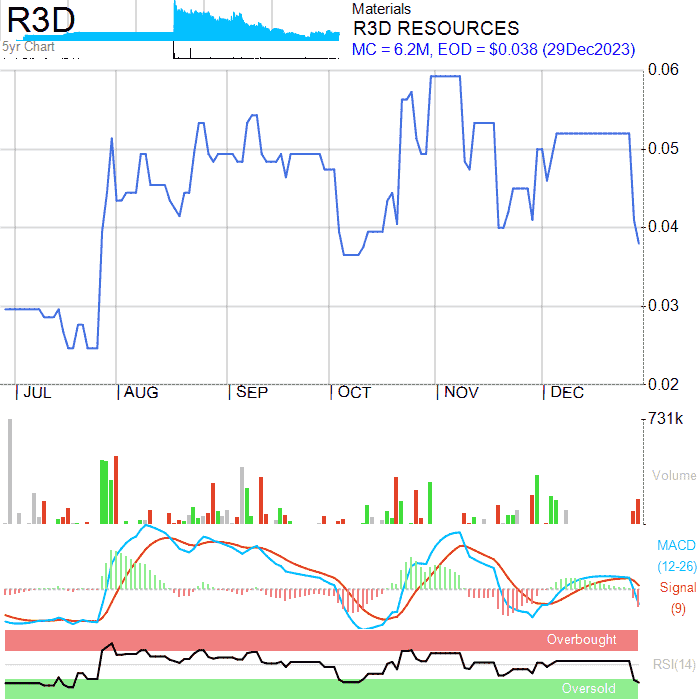 R3D
5yr Chart
Materials
R3D RESOURCES
MC = 6.2M, EOD = $0.038 (29Dec2023)
0.06
0.05
0.04
0.03
0.02
JUL AUG SEP OCT NOV DEC
731k
Volume
MACD
(12-26)
Signal
(9)
Overbought
RSI(14)
Oversold